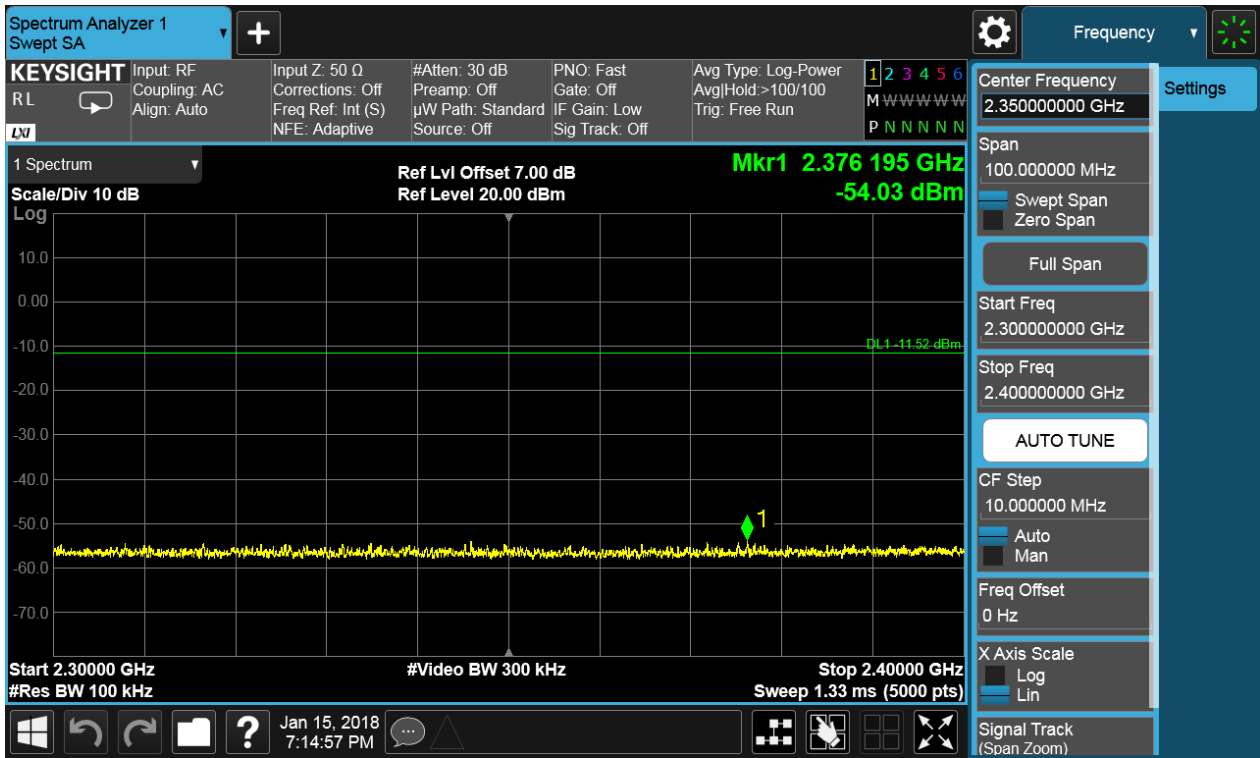 Spectrum Analyzer 1
Swept SA
+
Frequency
KEYSIGHT
R L
LXI
Input: RF
Coupling: AC
Align: Auto
Input Z: 50 Ω
Corrections: Off
Freq Ref: Int (S)
NFE: Adaptive
#Atten: 30 dB
Preamp: Off
µW Path: Standard
Source: Off
PNO: Fast
Gate: Off
IF Gain: Low
Sig Track: Off
Avg Type: Log-Power
Avg|Hold:>100/100
Trig: Free Run
1 2 3 4 5 6
M W W W W W
P N N N N N
1 Spectrum
Scale/Div 10 dB
Log
Ref Lvl Offset 7.00 dB
Ref Level 20.00 dBm
Mkr1 2.376 195 GHz
-54.03 dBm
10.0
0.00
-10.0
-20.0
-30.0
-40.0
-50.0
-60.0
-70.0
DL1 -11.52 dBm
1
Start 2.30000 GHz
#Res BW 100 kHz
#Video BW 300 kHz
Stop 2.40000 GHz
Sweep 1.33 ms (5000 pts)
Center Frequency
2.350000000 GHz
Span
100.000000 MHz
Swept Span
Zero Span
Full Span
Start Freq
2.300000000 GHz
Stop Freq
2.400000000 GHz
AUTO TUNE
CF Step
10.000000 MHz
Auto
Man
Freq Offset
0 Hz
X Axis Scale
Log
Lin
Signal Track
(Span Zoom)
Settings
?
Jan 15, 2018
7:14:57 PM